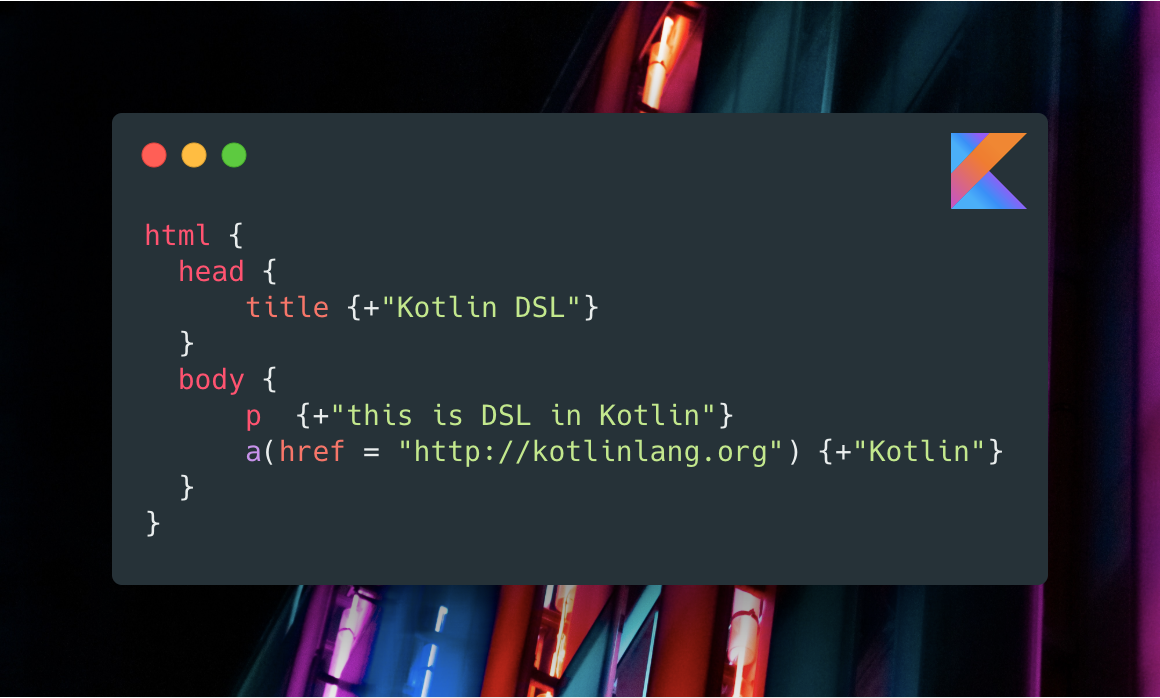 html {
  head {
      title {+"Kotlin DSL"}
  }
  body {
      p  {+"this is DSL in Kotlin"}
      a(href = "http://kotlinlang.org") {+"Kotlin"}
  }
}